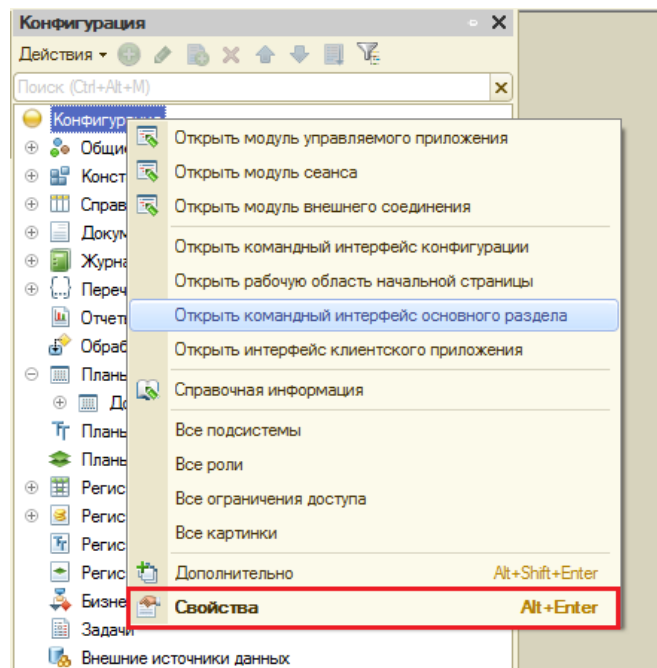 Конфигурация
Действия
Поиск (Ctrl+Alt+M)
Открыть модуль управляемого приложения
Открыть модуль сеанса
Открыть модуль внешнего соединения
Открыть командный интерфейс конфигурации
Открыть рабочую область начальной страницы
Открыть командный интерфейс основного раздела
Открыть интерфейс клиентского приложения
Справочная информация
Все подсистемы
Все роли
Все ограничения доступа
Все картинки
Дополнительно Alt+Shift+Enter
Свойства Alt+Enter
Задачи
Внешние источники данных